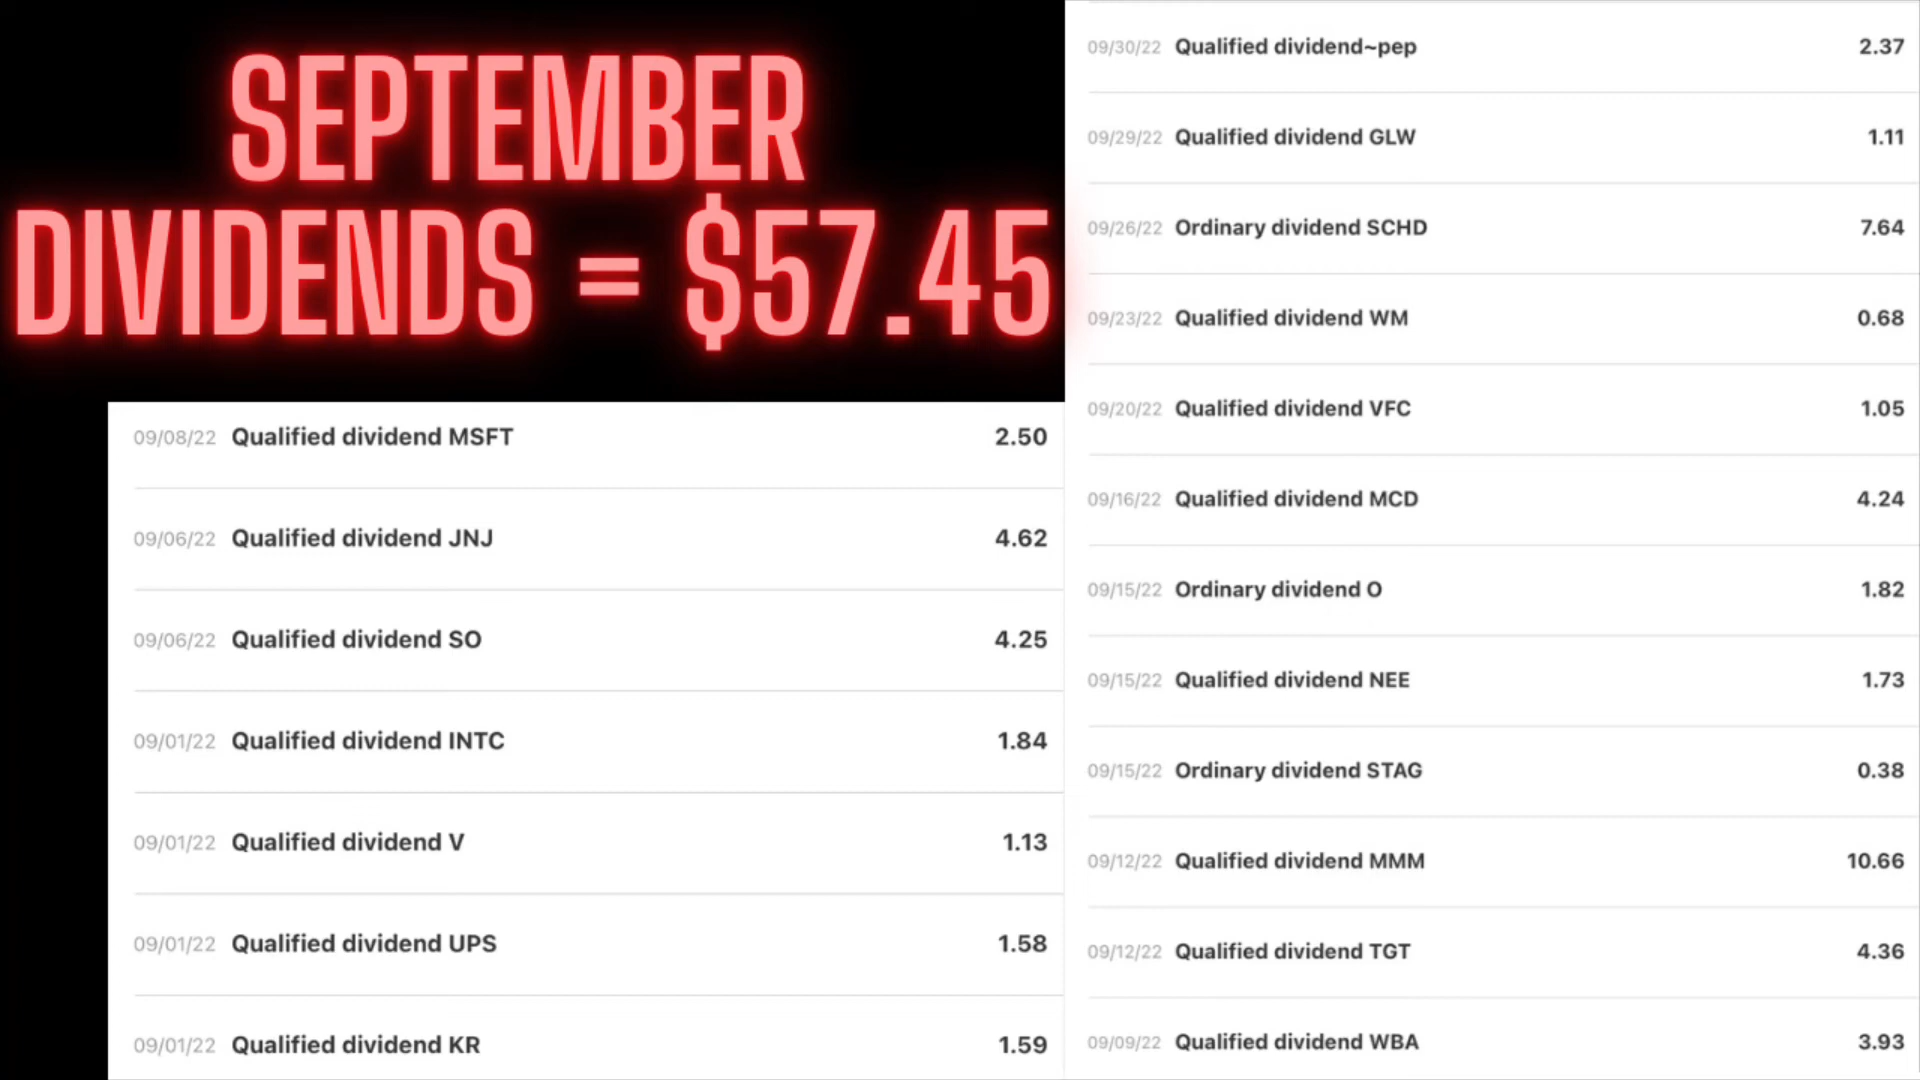 SEPTEMBER
DIVIDENDS = $57.45
09/08/22 Qualified dividend MSFT 2.50
09/06/22 Qualified dividend JNJ 4.62
09/06/22 Qualified dividend SO 4.25
09/01/22 Qualified dividend INTC 1.84
09/01/22 Qualified dividend V 1.13
09/01/22 Qualified dividend UPS 1.58
09/01/22 Qualified dividend KR 1.59
09/30/22 Qualified dividend~pep 2.37
09/29/22 Qualified dividend GLW 1.11
09/26/22 Ordinary dividend SCHD 7.64
09/23/22 Qualified dividend WM 0.68
09/20/22 Qualified dividend VFC 1.05
09/16/22 Qualified dividend MCD 4.24
09/15/22 Ordinary dividend O 1.82
09/15/22 Qualified dividend NEE 1.73
09/15/22 Ordinary dividend STAG 0.38
09/12/22 Qualified dividend MMM 10.66
09/12/22 Qualified dividend TGT 4.36
09/09/22 Qualified dividend WBA 3.93